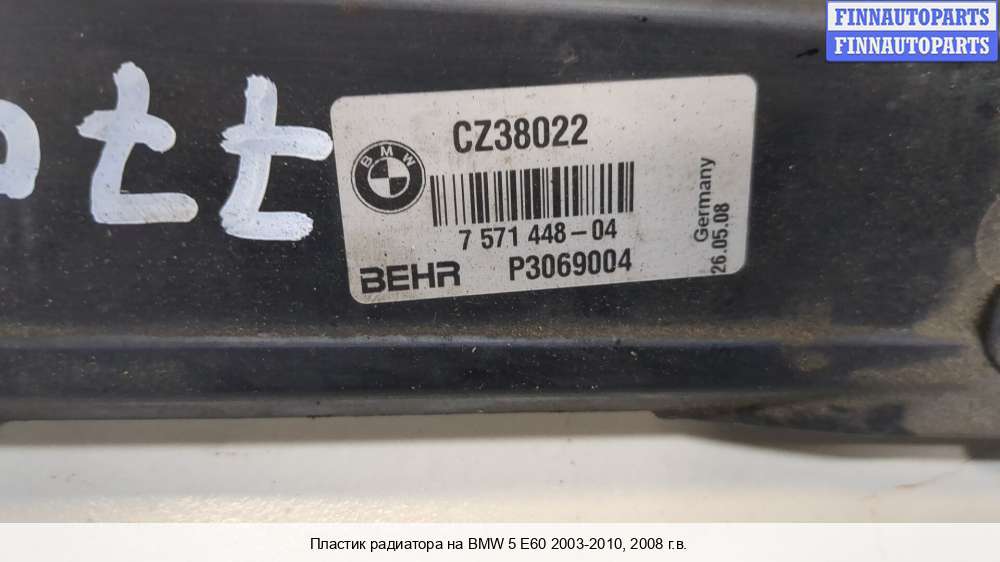 FINNAUTOPARTS
FINNAUTOPARTS
CZ38022
BMW
7 571 448-04
BEHR P3069004
Germany
26.05.08
Пластик радиатора на BMW 5 E60 2003-2010, 2008 г.в.